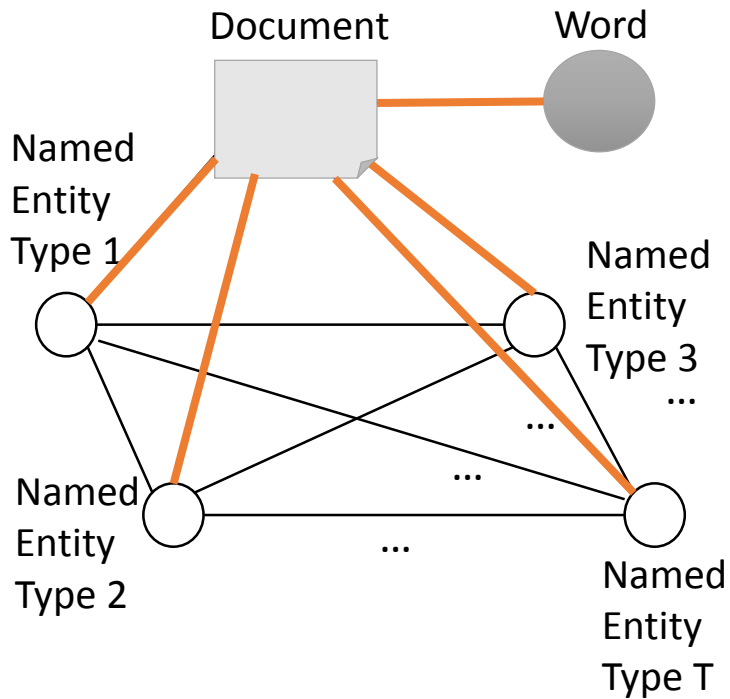 Document
Word
Named
Entity
Type 1
Named
Entity
Type 3
...
...
...
Named
Entity
Type 2
...
Named
Entity
Type T